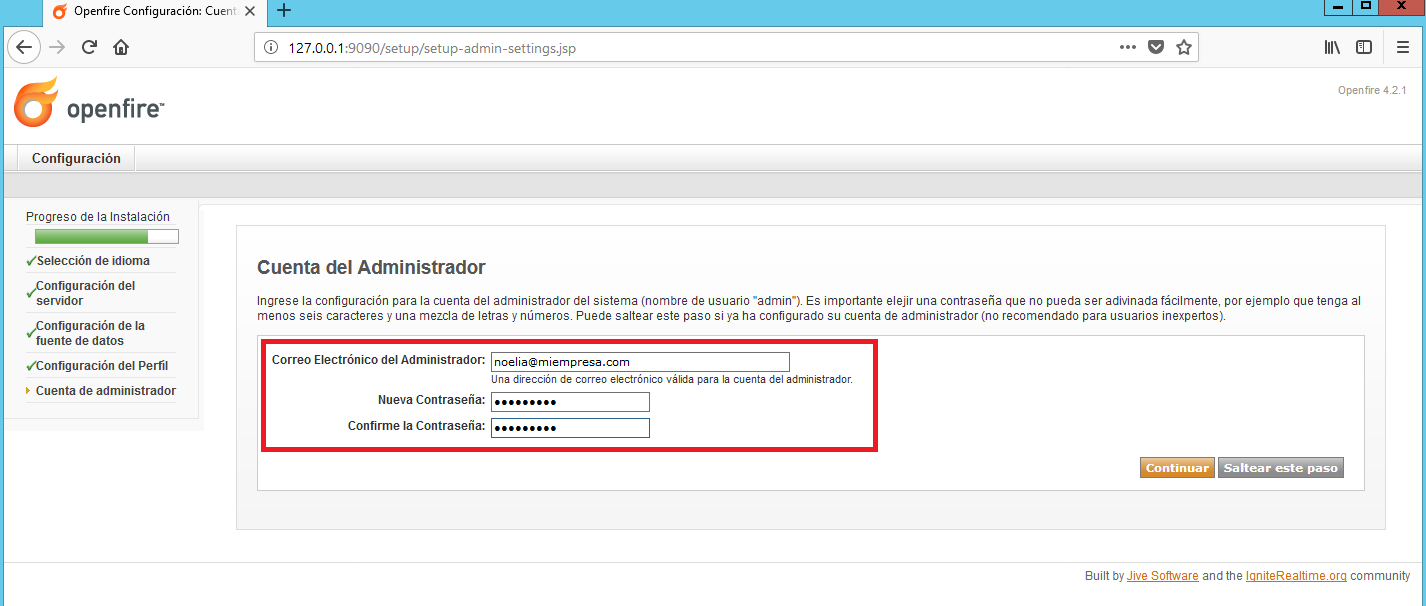 Openfire Configuración: Cuent
127.0.0.1:9090/setup/setup-admin-settings.jsp
openfire™
Openfire 4.2.1
Configuración
Progreso de la Instalación
Selección de idioma
Configuración del
servidor
Configuración de la
fuente de datos
Configuración del Perfil
Cuenta de administrador
Cuenta del Administrador
Ingrese la configuración para la cuenta del administrador del sistema (nombre de usuario "admin"). Es importante elejir una contraseña que no pueda ser adivinada fácilmente, por ejemplo que tenga al
menos seis caracteres y una mezcla de letras y números. Puede saltear este paso si ya ha configurado su cuenta de administrador (no recomendado para usuarios inexpertos).
Correo Electrónico del Administrador: noelia@miempresa.com
Una dirección de correo electrónico válida para la cuenta del administrador.
Nueva Contraseña: •••••••••
Confirme la Contraseña: •••••••••
Continuar Saltear este paso
Built by Jive Software and the IgniteRealtime.org community